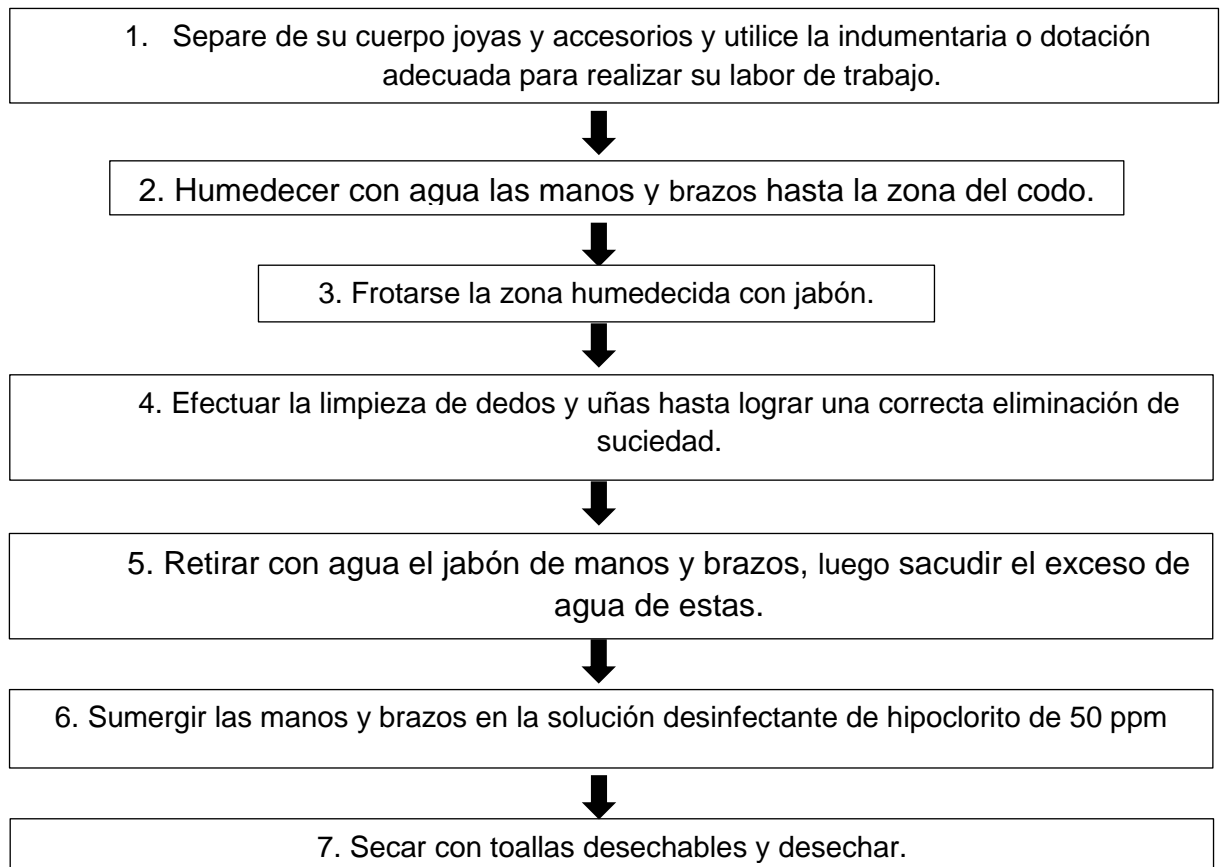 1. Separe de su cuerpo joyas y accesorios y utilice la indumentaria o dotación
adecuada para realizar su labor de trabajo.
2. Humedecer con agua las manos y brazos hasta la zona del codo.
3. Frotarse la zona humedecida con jabón.
4. Efectuar la limpieza de dedos y uñas hasta lograr una correcta eliminación de
suciedad.
5. Retirar con agua el jabón de manos y brazos, luego sacudir el exceso de
agua de estas.
6. Sumergir las manos y brazos en la solución desinfectante de hipoclorito de 50 ppm
7. Secar con toallas desechables y desechar.